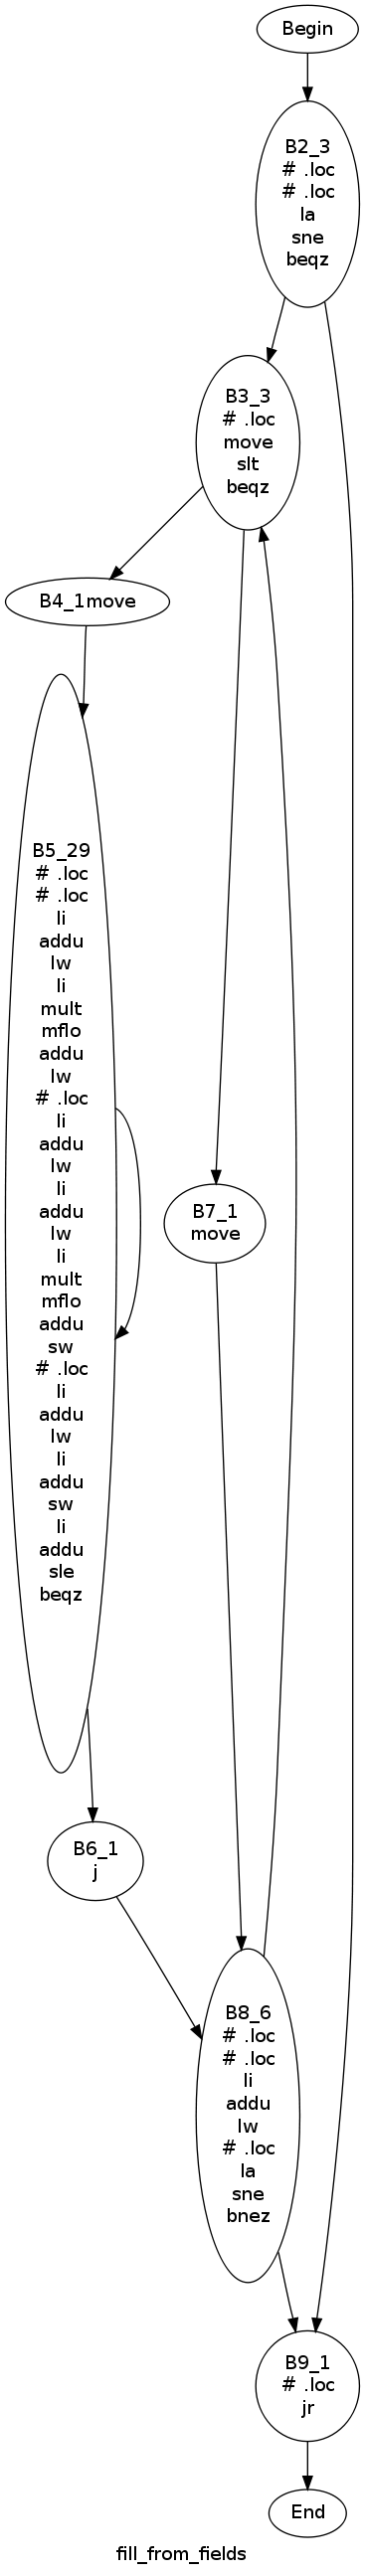 Begin
B2_3
# .loc
# .loc
la
sne
beqz
B3_3
# .loc
move
slt
beqz
B4_1move
B5_29
# .loc
# .loc
li
addu
lw
li
mult
mflo
addu
lw
# .loc
li
addu
lw
li
addu
lw
li
mult
mflo
addu
sw
# .loc
li
addu
lw
li
addu
sw
li
addu
sle
beqz
B7_1
move
B6_1
j
B8_6
# .loc
# .loc
li
addu
lw
# .loc
la
sne
bnez
B9_1
# .loc
jr
End
fill_from_fields